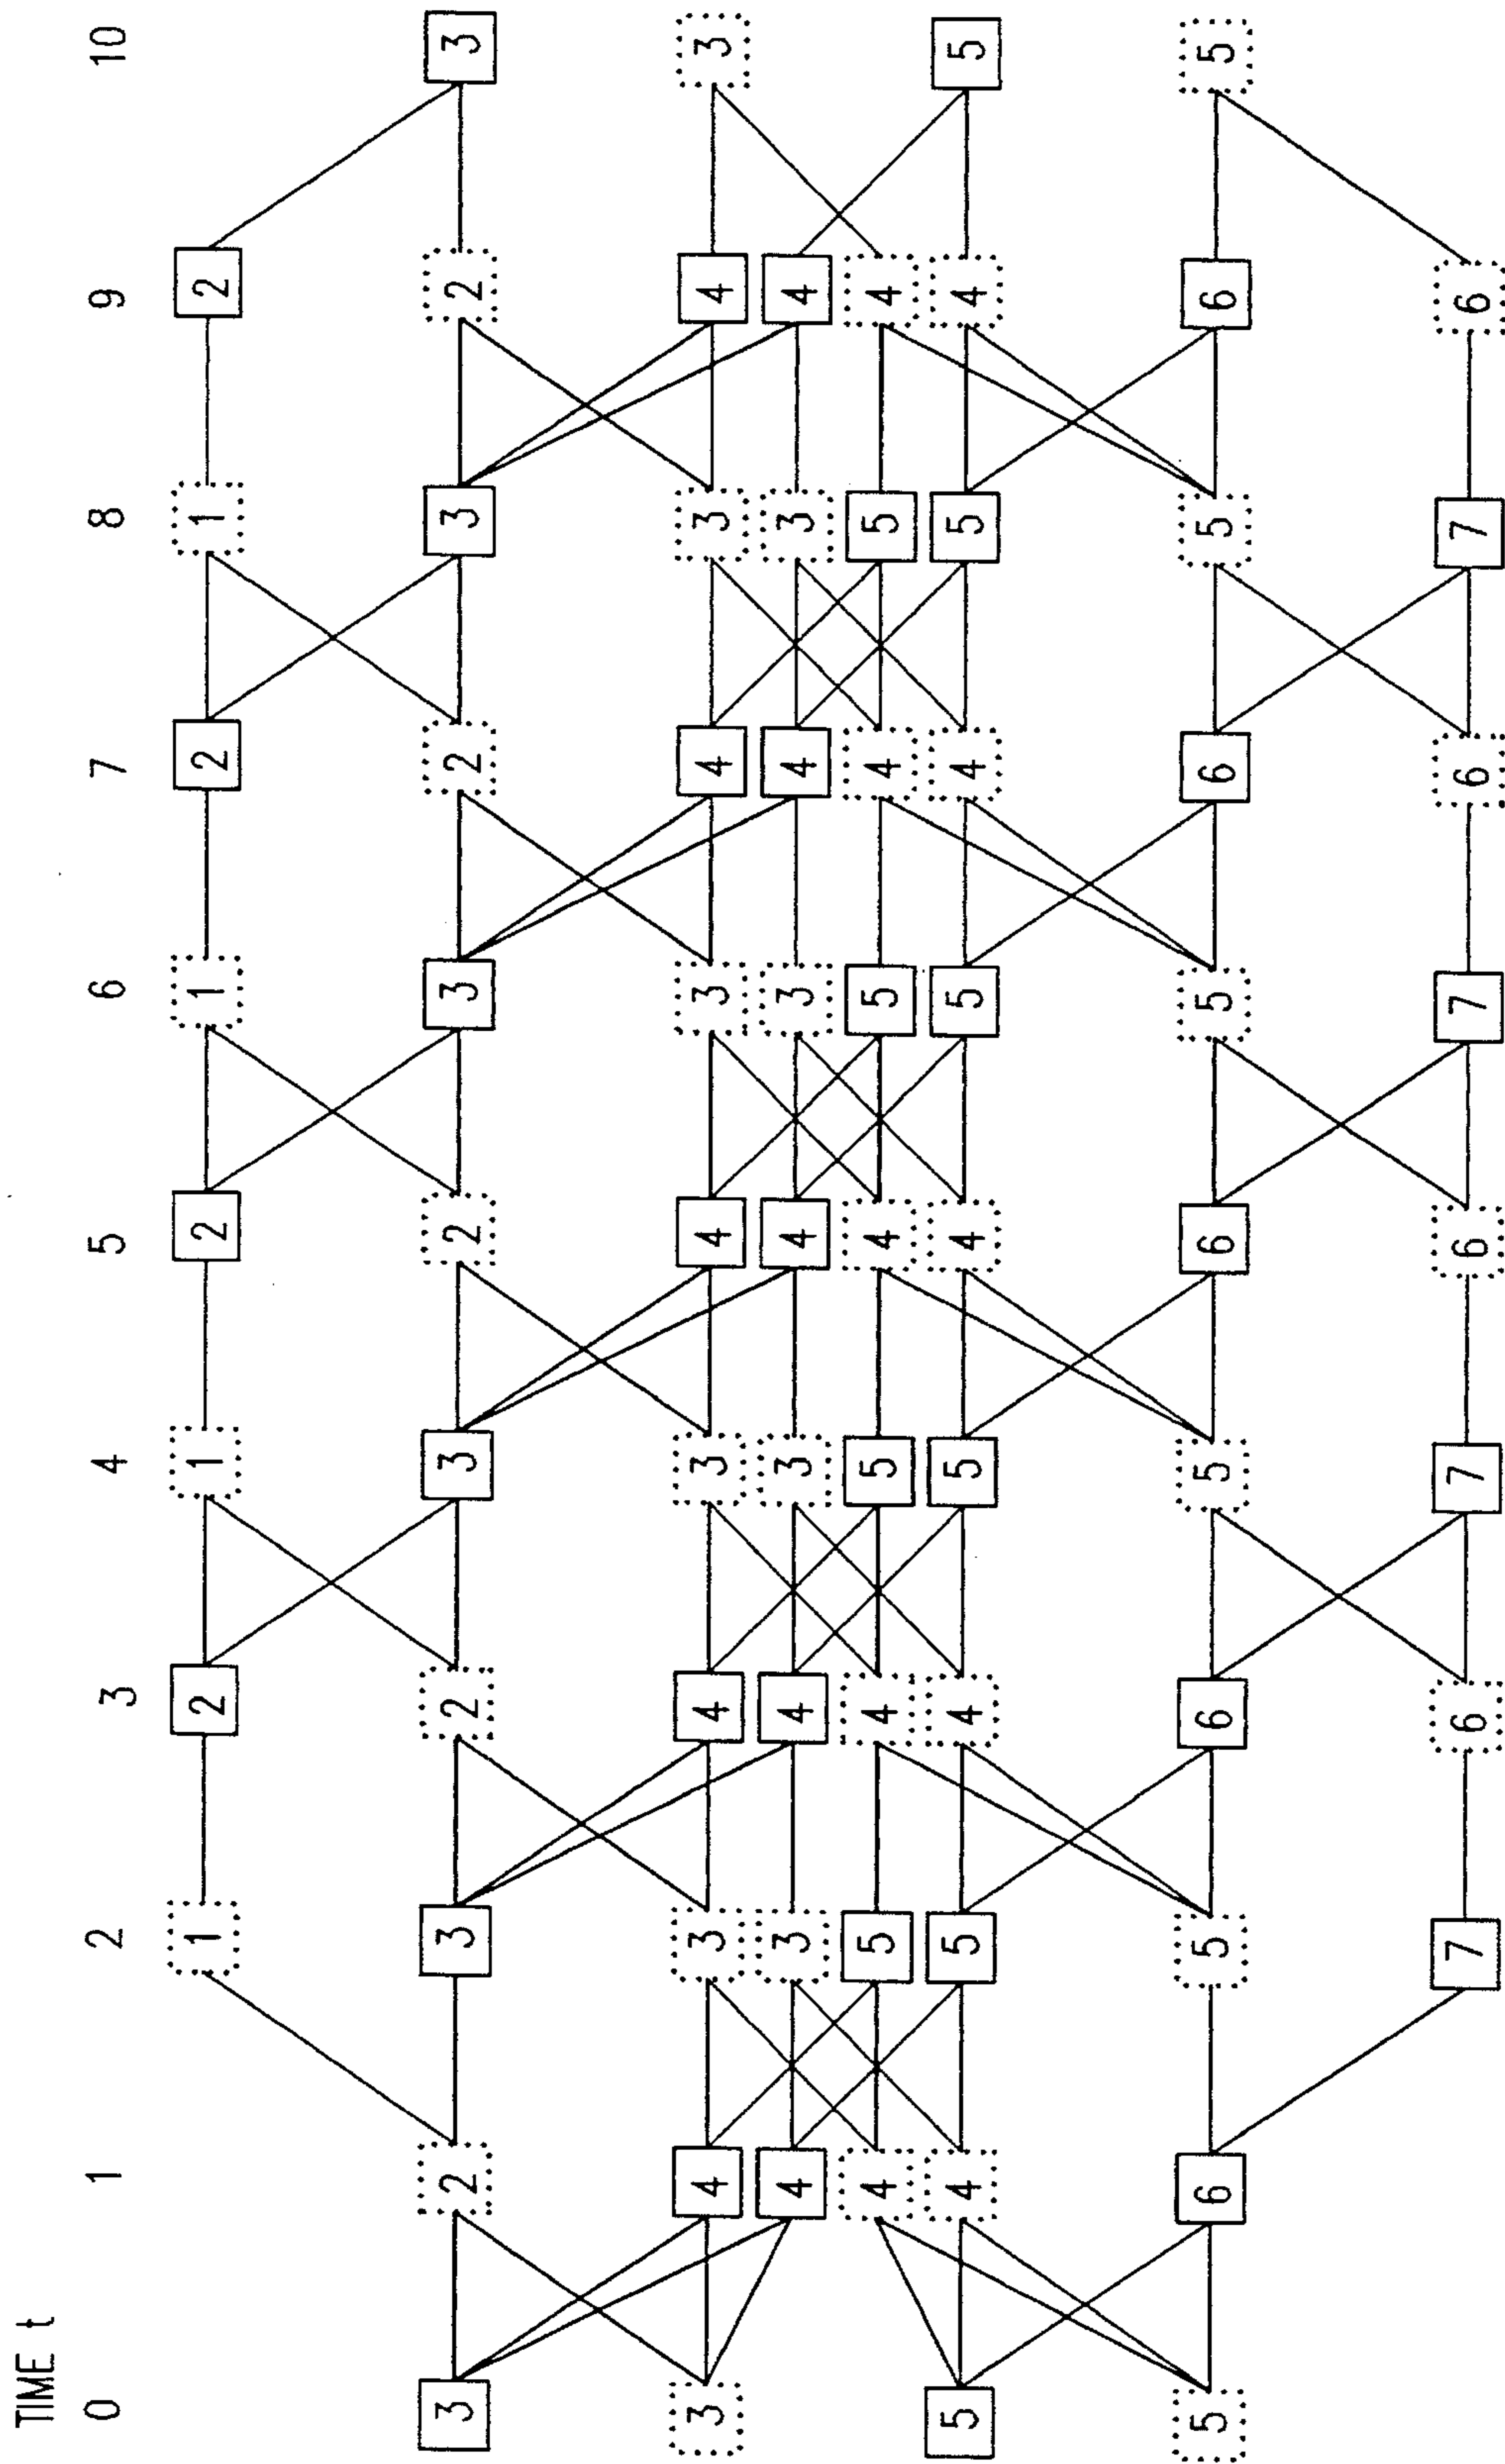 TIME t
0 1 2 3 4 5 6 7 8 9 10
1 2 1 2 1 2 1 2
3 2 3 2 3 2 3 2 3 2 3
3 4 3 4 3 4 3 4 3 4 3
4 3 4 3 4 3 4 3 4
4 5 4 5 4 5 4 5 4
5 4 5 4 5 4 5 4 5 4 5
5 6 5 6 5 6 5 6 5 6 5
7 6 7 6 7 6 7 6